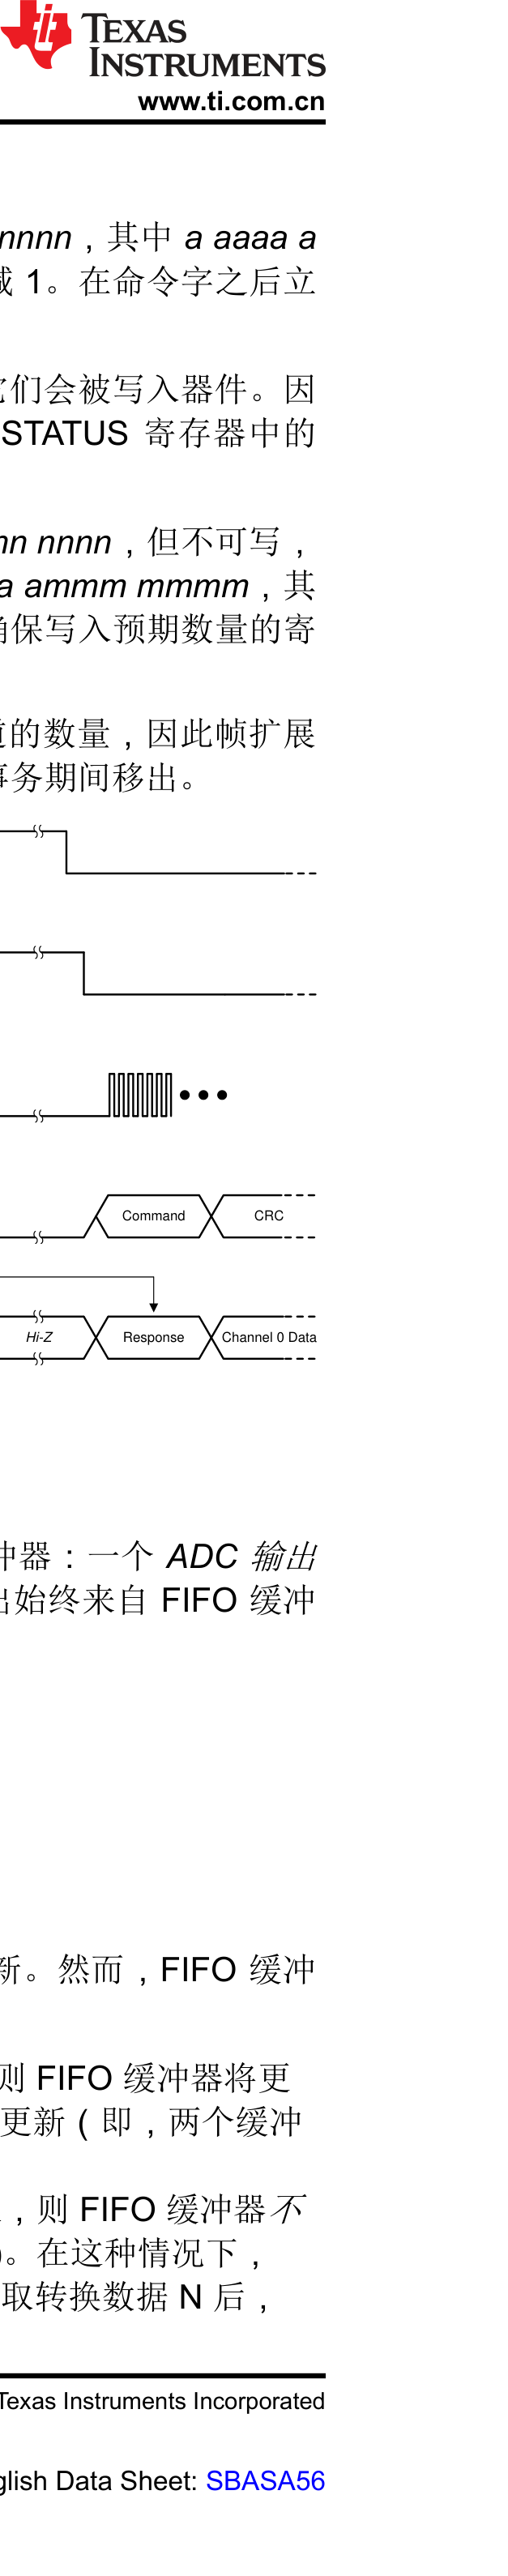 TEXAS
INSTRUMENTS
www.ti.com.cn
nnnn，其中 a aaaa a
减 1。在命令字之后立
它们会被写入器件。因
STATUS 寄存器中的
nn nnnn，但不可写，
a ammm mmmm，其
确保写入预期数量的寄
道的数量，因此帧扩展
事务期间移出。
Command
CRC
Hi-Z
Response
Channel 0 Data
冲器：一个 ADC 输出
出始终来自 FIFO 缓冲
新。然而，FIFO 缓冲
则 FIFO 缓冲器将更
更新（即，两个缓冲
，则 FIFO 缓冲器不
)。在这种情况下，
取转换数据 N 后，
Texas Instruments Incorporated
glish Data Sheet: SBASA56